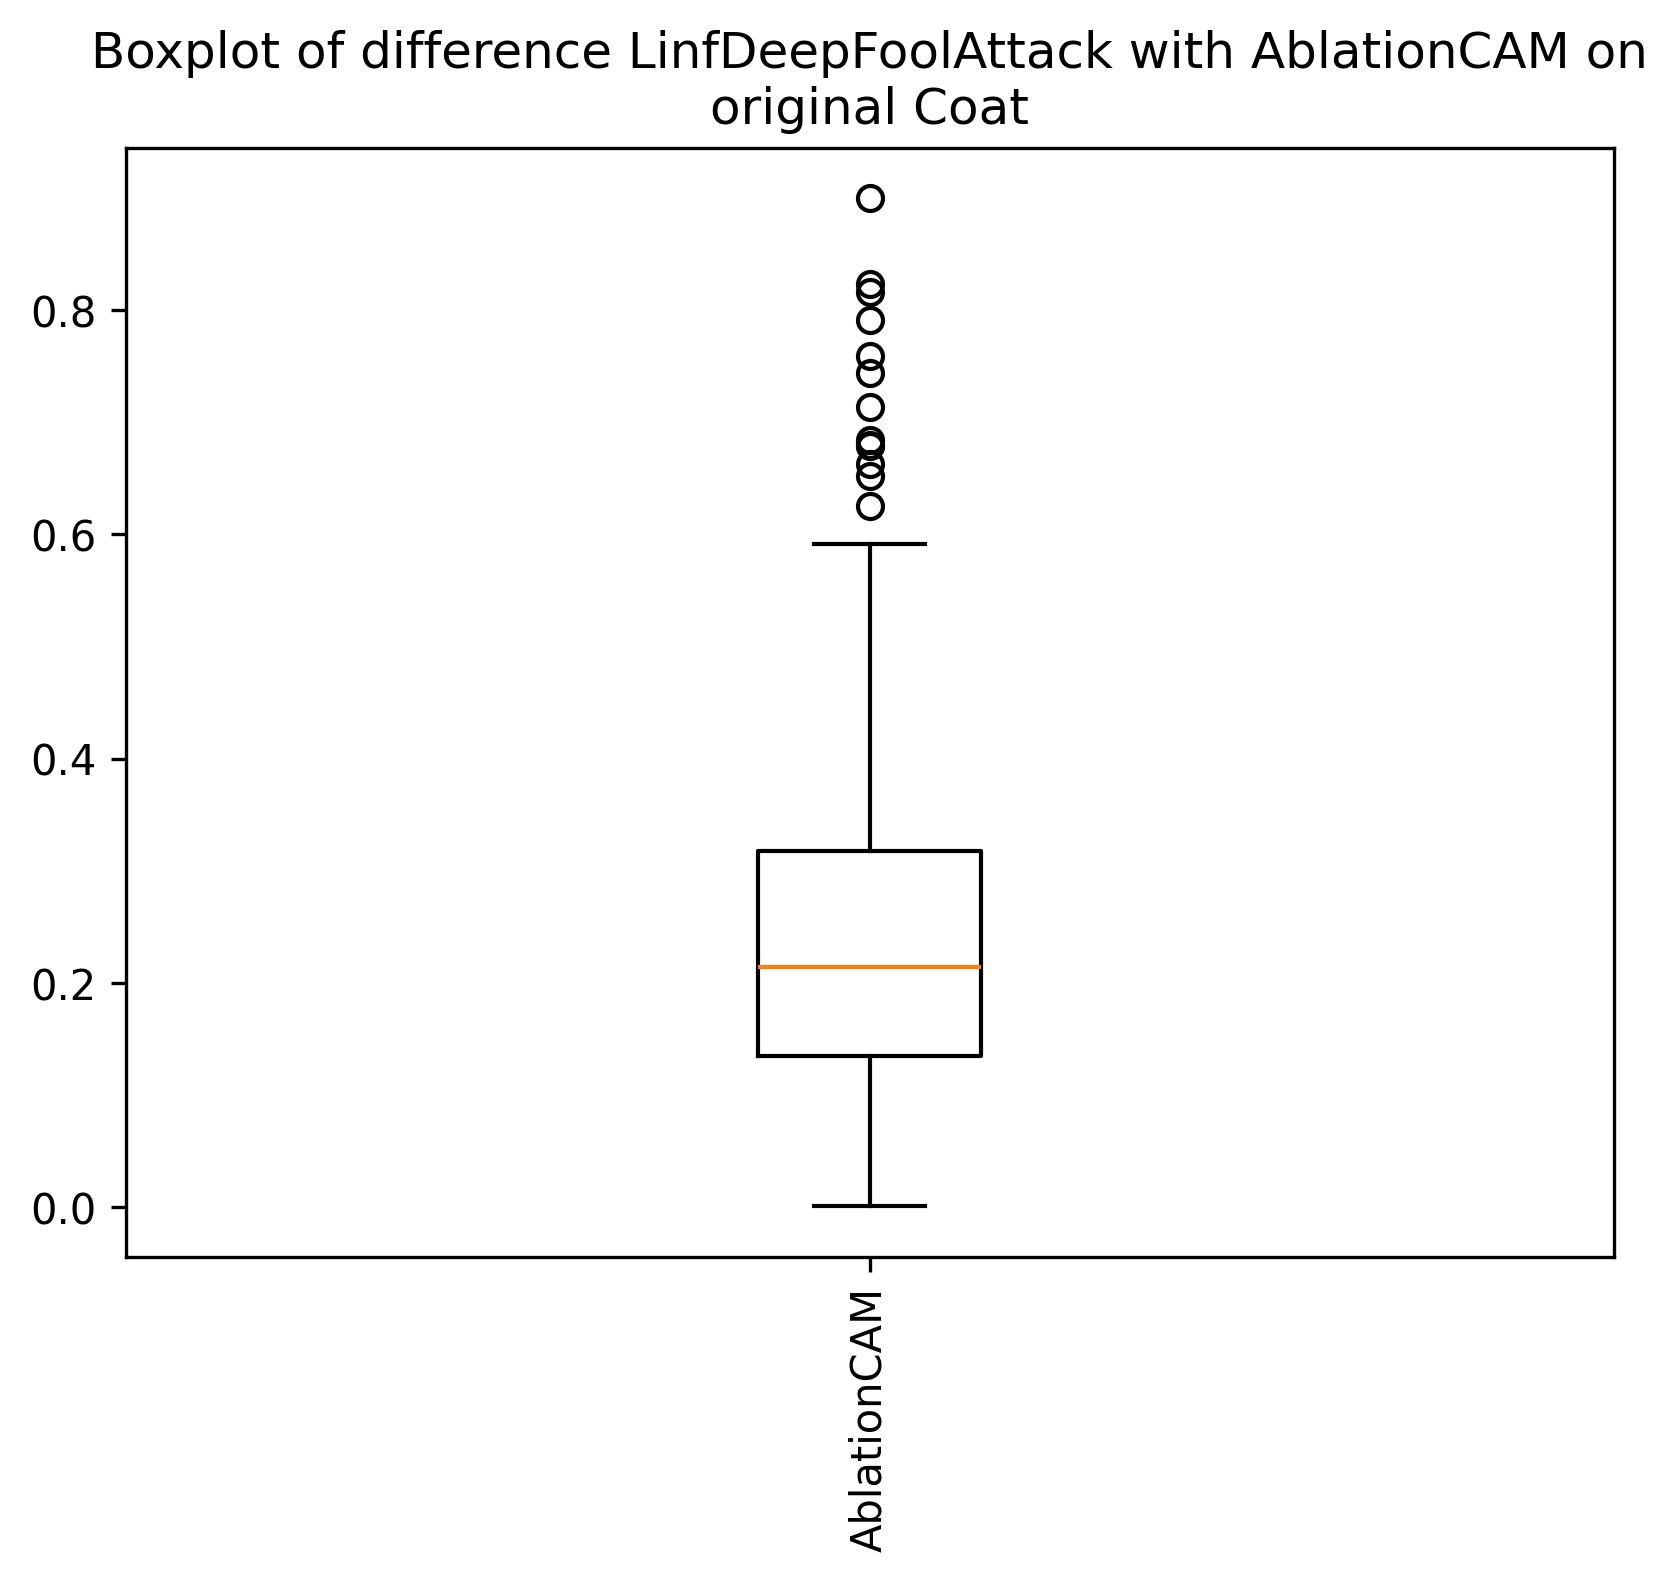 Boxplot of difference LinfDeepFoolAttack with AblationCAM on
original Coat
0.8
0.6
0.4
0.2
0.0
AblationCAM